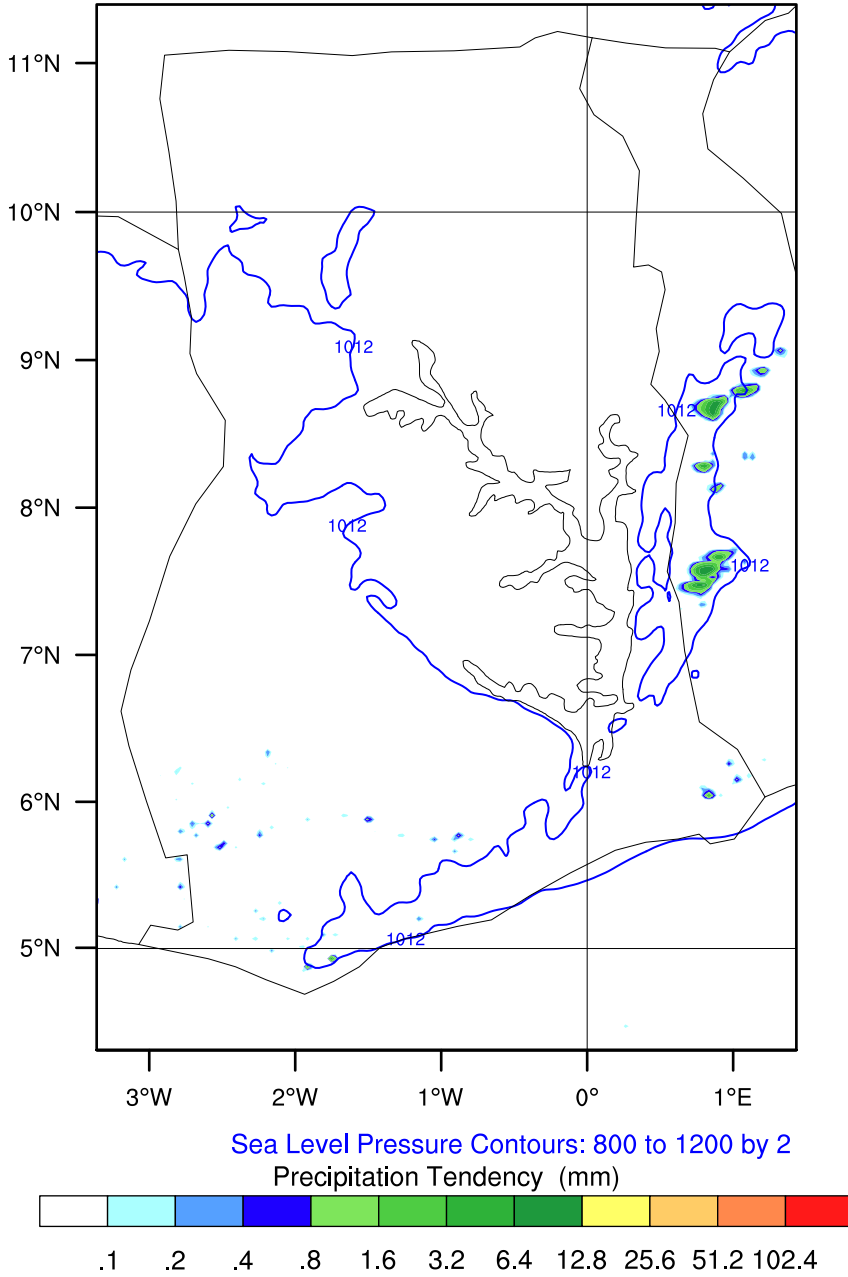 11°N
10°N
9°N
8°N
7°N
6°N
5°N
1012
1012
1012
1012
1012
1012
3°W 2°W 1°W 0° 1°E
Sea Level Pressure Contours: 800 to 1200 by 2
Precipitation Tendency (mm)
.1 .2 .4 .8 1.6 3.2 6.4 12.8 25.6 51.2 102.4